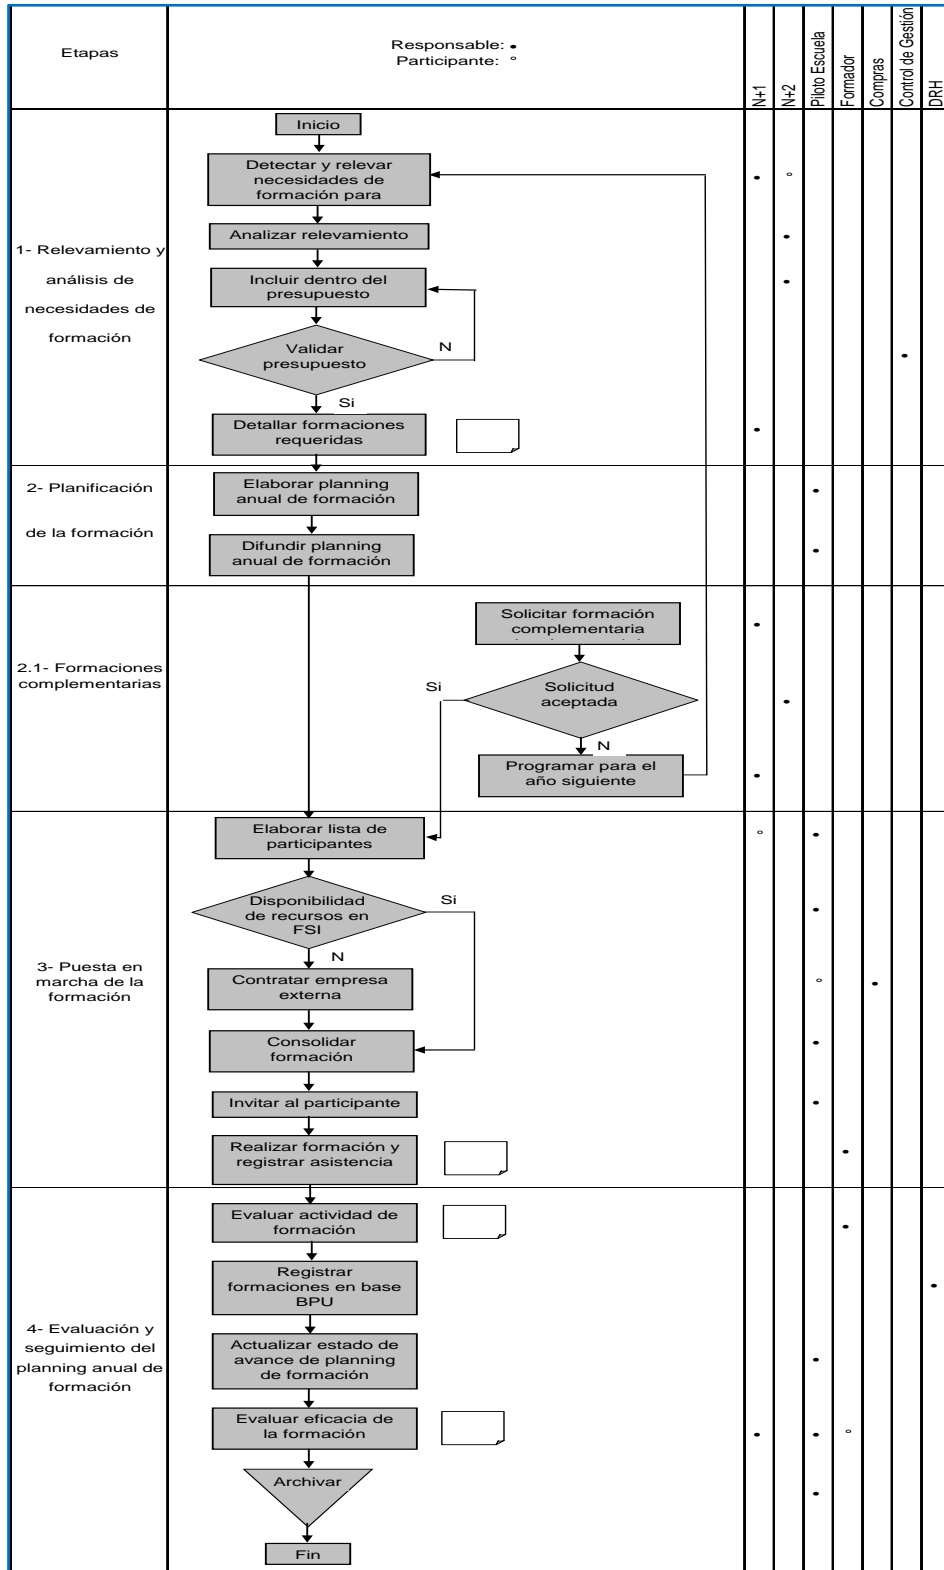 Etapas
Responsable: •
Participante: °
N+1
N+2
Piloto Escuela
Formador
Compras
Control de Gestión
DRH
Inicio
Detectar y relevar
necesidades de
formación para
1- Relevamiento y
análisis de
necesidades de
formación
Analizar relevamiento
Incluir dentro del
presupuesto
Validar
presupuesto
N
Si
Detallar formaciones
requeridas
2- Planificación
de la formación
Elaborar planning
anual de formación
Difundir planning
anual de formación
2.1- Formaciones
complementarias
Solicitar formación
complementaria
Solicitud
aceptada
Si
N
Programar para el
año siguiente
3- Puesta en
marcha de la
formación
Elaborar lista de
participantes
Disponibilidad
de recursos en
FSI
Si
N
Contratar empresa
externa
Consolidar
formación
Invitar al participante
Realizar formación y
registrar asistencia
4- Evaluación y
seguimiento del
planning anual de
formación
Evaluar actividad de
formación
Registrar
formaciones en base
BPU
Actualizar estado de
avance de planning
de formación
Evaluar eficacia de
la formación
Archivar
Fin